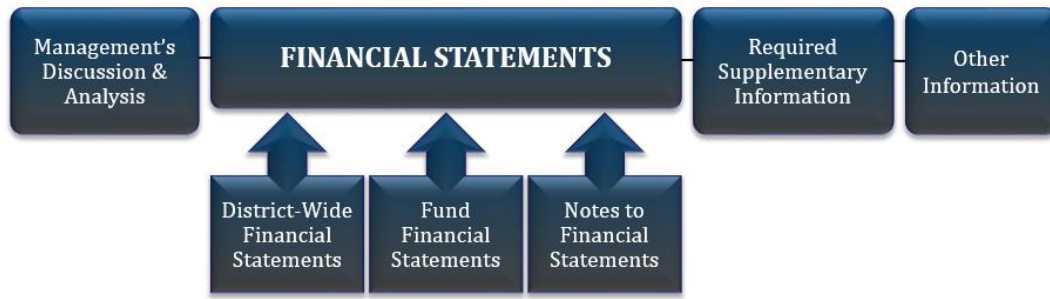 Management's
Discussion &
Analysis
FINANCIAL STATEMENTS
Required
Supplementary
Information
Other
Information
District-Wide
Financial
Statements
Fund
Financial
Statements
Notes to
Financial
Statements